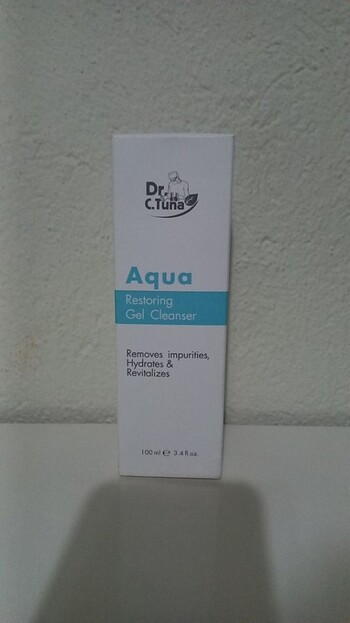 Dr.
C.Tuna
Aqua
Restoring
Gel Cleanser
Removes impurities,
Hydrates &
Revitalizes
100 ml ℮ 3.4 fl oz.